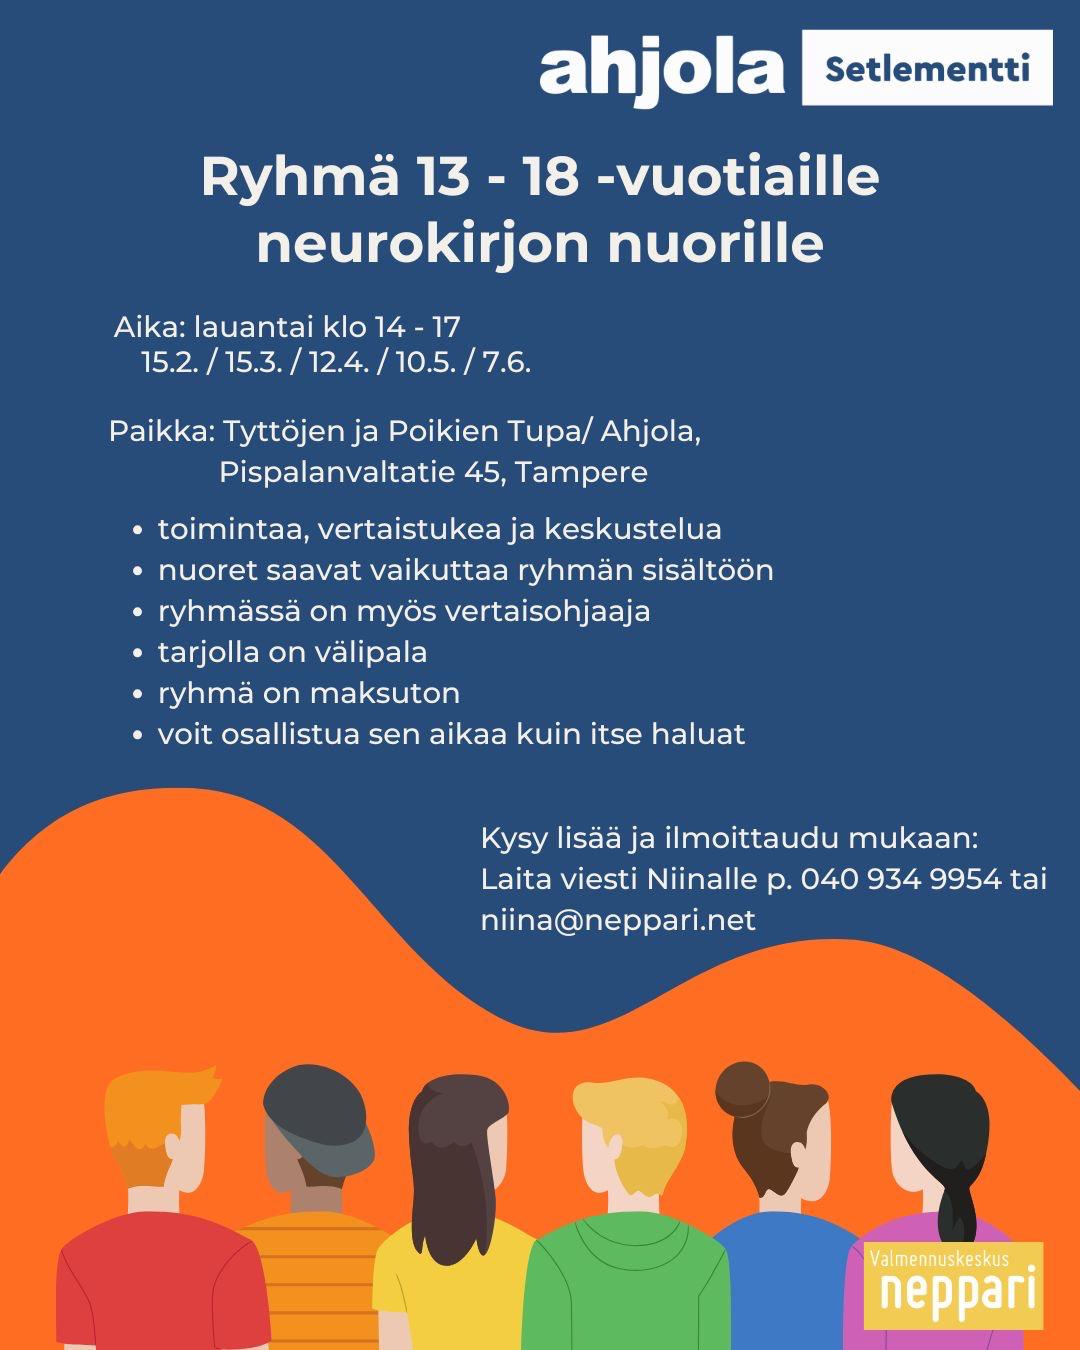 ahjola Setlementti
Ryhmä 13 - 18 -vuotiaille
neurokirjon nuorille
Aika: lauantai klo 14 - 17
15.2. / 15.3. / 12.4. / 10.5. / 7.6.
Paikka: Tyttöjen ja Poikien Tupa/ Ahjola,
Pispalanvaltatie 45, Tampere
• toimintaa, vertaistukea ja keskustelua
• nuoret saavat vaikuttaa ryhmän sisältöön
• ryhmässä on myös vertaisohjaaja
• tarjolla on välipala
• ryhmä on maksuton
• voit osallistua sen aikaa kuin itse haluat
Kysy lisää ja ilmoittaudu mukaan:
Laita viesti Niinalle p. 040 934 9954 tai
niina@neppari.net
Valmennuskeskus
neppari